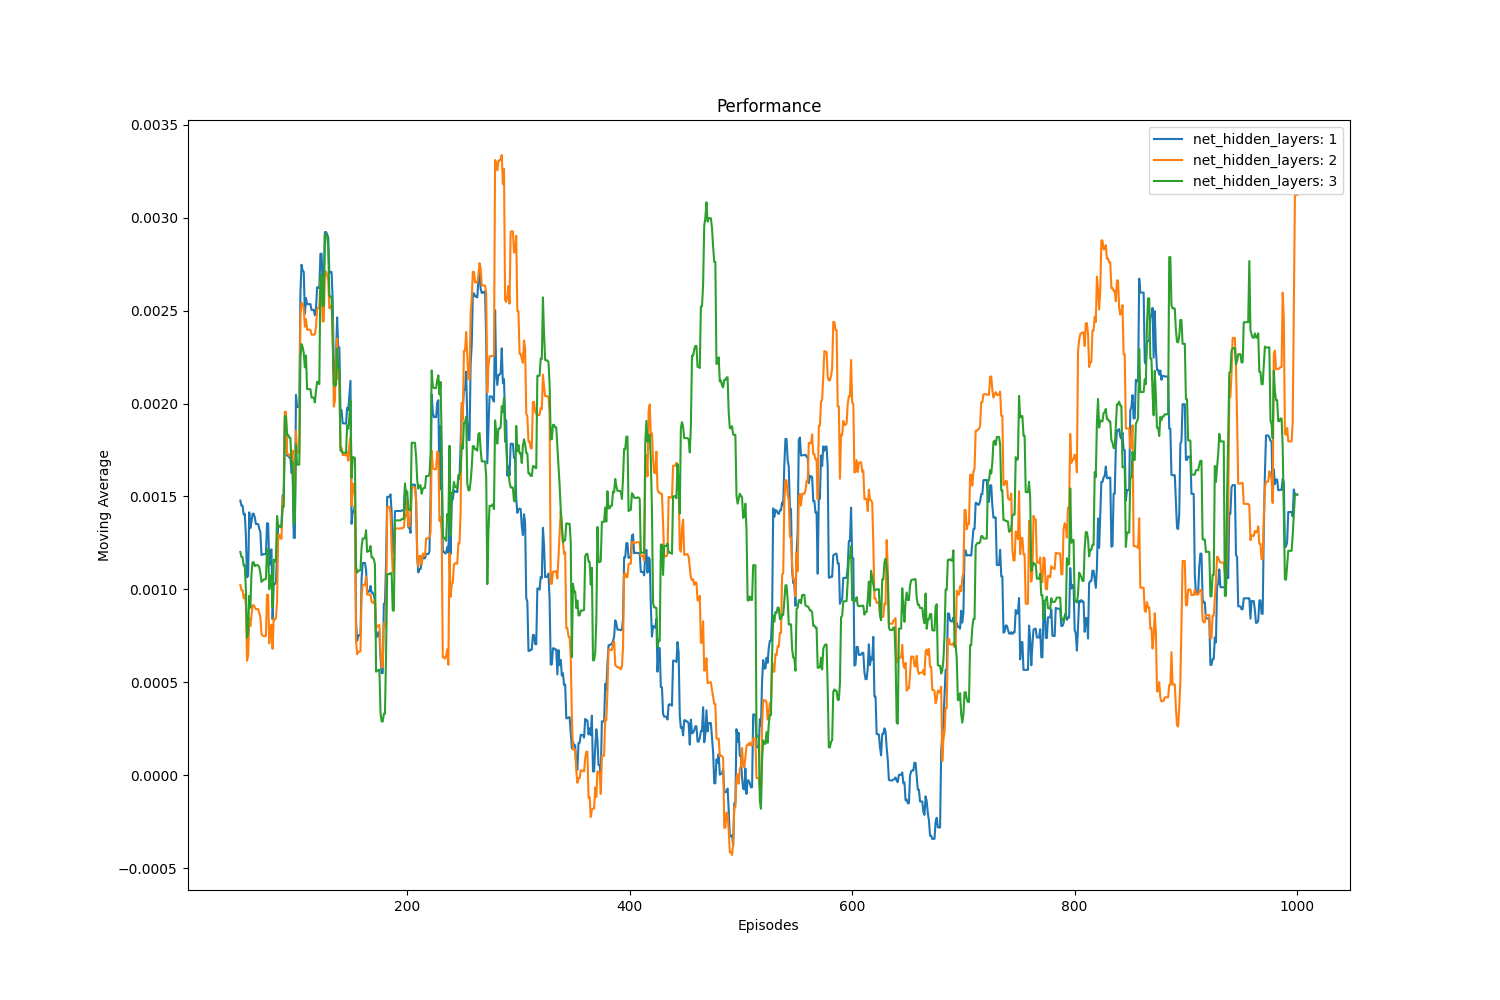 Performance
net_hidden_layers: 1
net_hidden_layers: 2
net_hidden_layers: 3
Moving Average
0.0035
0.0030
0.0025
0.0020
0.0015
0.0010
0.0005
0.0000
−0.0005
200
400
600
800
1000
Episodes